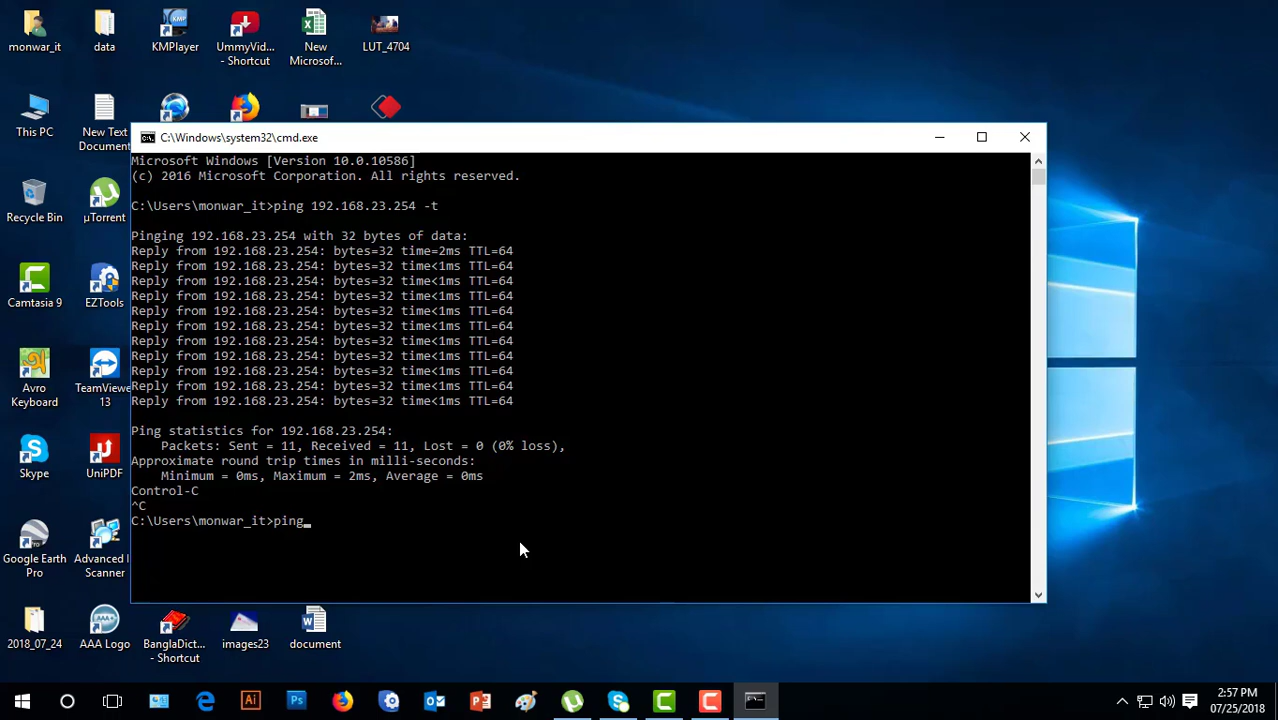 monwar_it
data
KMPlayer
UmmyVid... - Shortcut
New Microsof...
LUT_4704
This PC
New Text Document
C:\Windows\system32\cmd.exe
Microsoft Windows [Version 10.0.10586]
(c) 2016 Microsoft Corporation. All rights reserved.
C:\Users\monwar_it>ping 192.168.23.254 -t
Pinging 192.168.23.254 with 32 bytes of data:
Reply from 192.168.23.254: bytes=32 time=2ms TTL=64
Reply from 192.168.23.254: bytes=32 time<1ms TTL=64
Reply from 192.168.23.254: bytes=32 time<1ms TTL=64
Reply from 192.168.23.254: bytes=32 time<1ms TTL=64
Reply from 192.168.23.254: bytes=32 time<1ms TTL=64
Reply from 192.168.23.254: bytes=32 time<1ms TTL=64
Reply from 192.168.23.254: bytes=32 time<1ms TTL=64
Reply from 192.168.23.254: bytes=32 time<1ms TTL=64
Reply from 192.168.23.254: bytes=32 time<1ms TTL=64
Reply from 192.168.23.254: bytes=32 time<1ms TTL=64
Reply from 192.168.23.254: bytes=32 time<1ms TTL=64
Ping statistics for 192.168.23.254:
Packets: Sent = 11, Received = 11, Lost = 0 (0% loss),
Approximate round trip times in milli-seconds:
Minimum = 0ms, Maximum = 2ms, Average = 0ms
Control-C
^C
C:\Users\monwar_it>ping_
Recycle Bin
µTorrent
Camtasia 9
EZTools
Avro Keyboard
TeamViewe 13
Skype
UniPDF
Google Earth Pro
Advanced I Scanner
2018_07_24
AAA Logo
BanglaDict... - Shortcut
images23
document
2:57 PM
07/25/2018